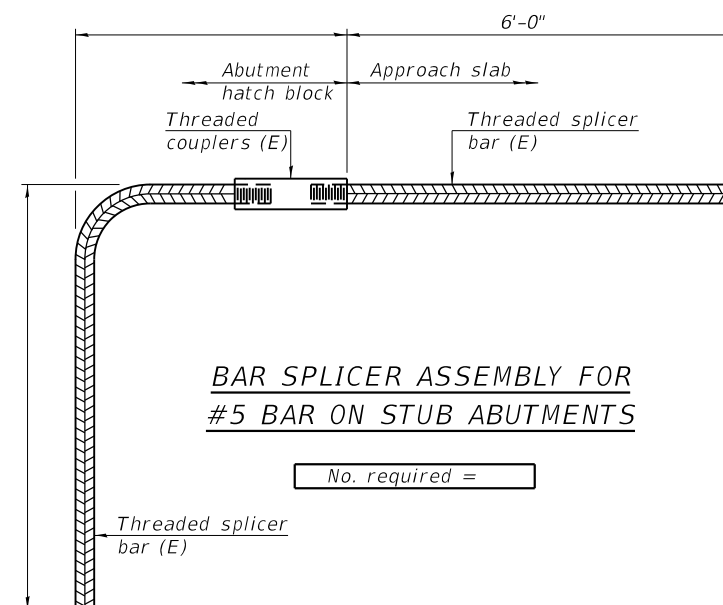 6'-0"
Abutment
hatch block
Approach slab
Threaded
couplers (E)
Threaded splicer
bar (E)
BAR SPLICER ASSEMBLY FOR
#5 BAR ON STUB ABUTMENTS
No. required =
Threaded splicer
bar (E)